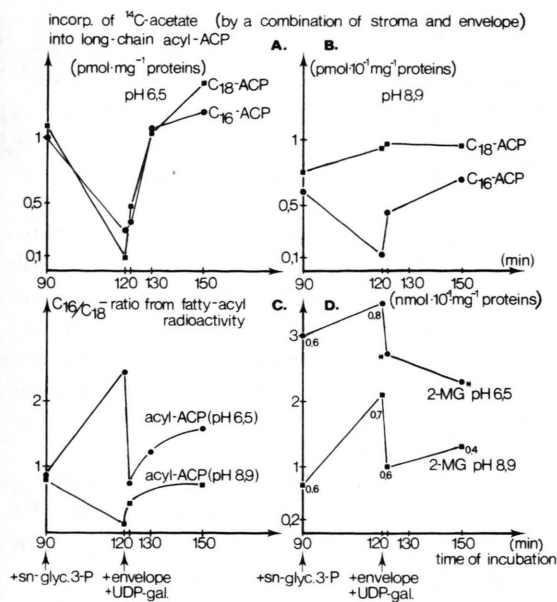 incorp. of ¹⁴C-acetate (by a combination of stroma and envelope)
into long-chain acyl-ACP
A.
B.
(pmol·mg⁻¹ proteins)
(pmol·10⁻¹mg⁻¹ proteins)
pH 6,5
pH 8,9
C₁₈-ACP
C₁₆-ACP
C₁₈-ACP
C₁₆-ACP
1
0,5
0,1
1
0,5
0,1
(min)
90
120
130
150
90
120
150
C₁₆/C₁₈-ratio from fatty-acyl
radioactivity
C.
D.
(nmol·10⁻¹mg⁻¹ proteins)
2
1
3
2
1
0,2
acyl-ACP (pH 6,5)
acyl-ACP (pH 8,9)
0,6
0,8
*
*
2-MG pH 6,5
0,7
0,4
0,6
0,6
2-MG pH 8,9
90
120
130
150
90
120
130
150
(min)
time of incubation
+sn-glyc.3-P
+envelope
+UDP-gal.
+sn-glyc.3-P
+envelope
+UDP-gal.